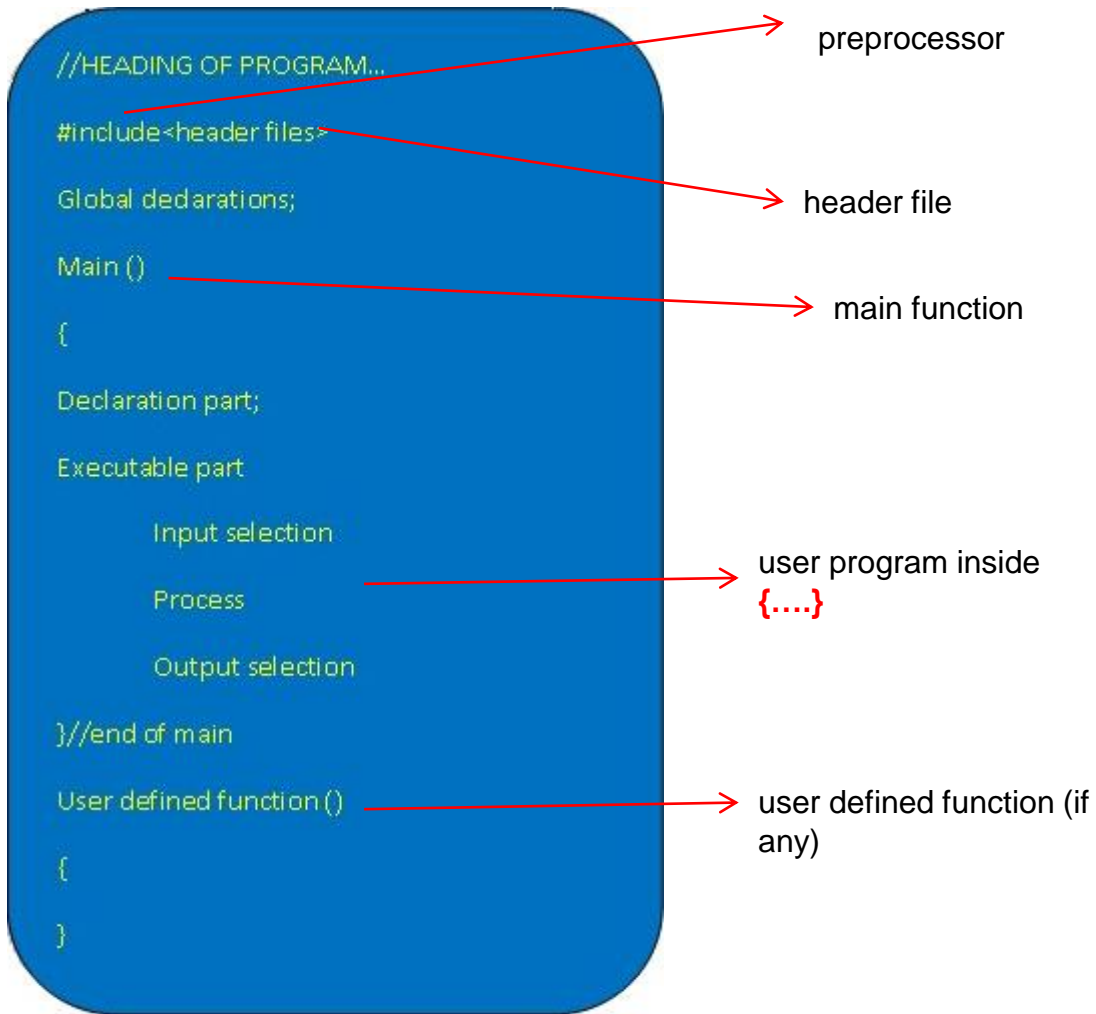 //HEADING OF PROGRAM...
preprocessor
#include<header files>
Global declarations;
header file
Main ()
main function
{
Declaration part;
Executable part
Input selection
Process
Output selection
user program inside
{....}
}//end of main
User defined function ()
user defined function (if
any)
{
}